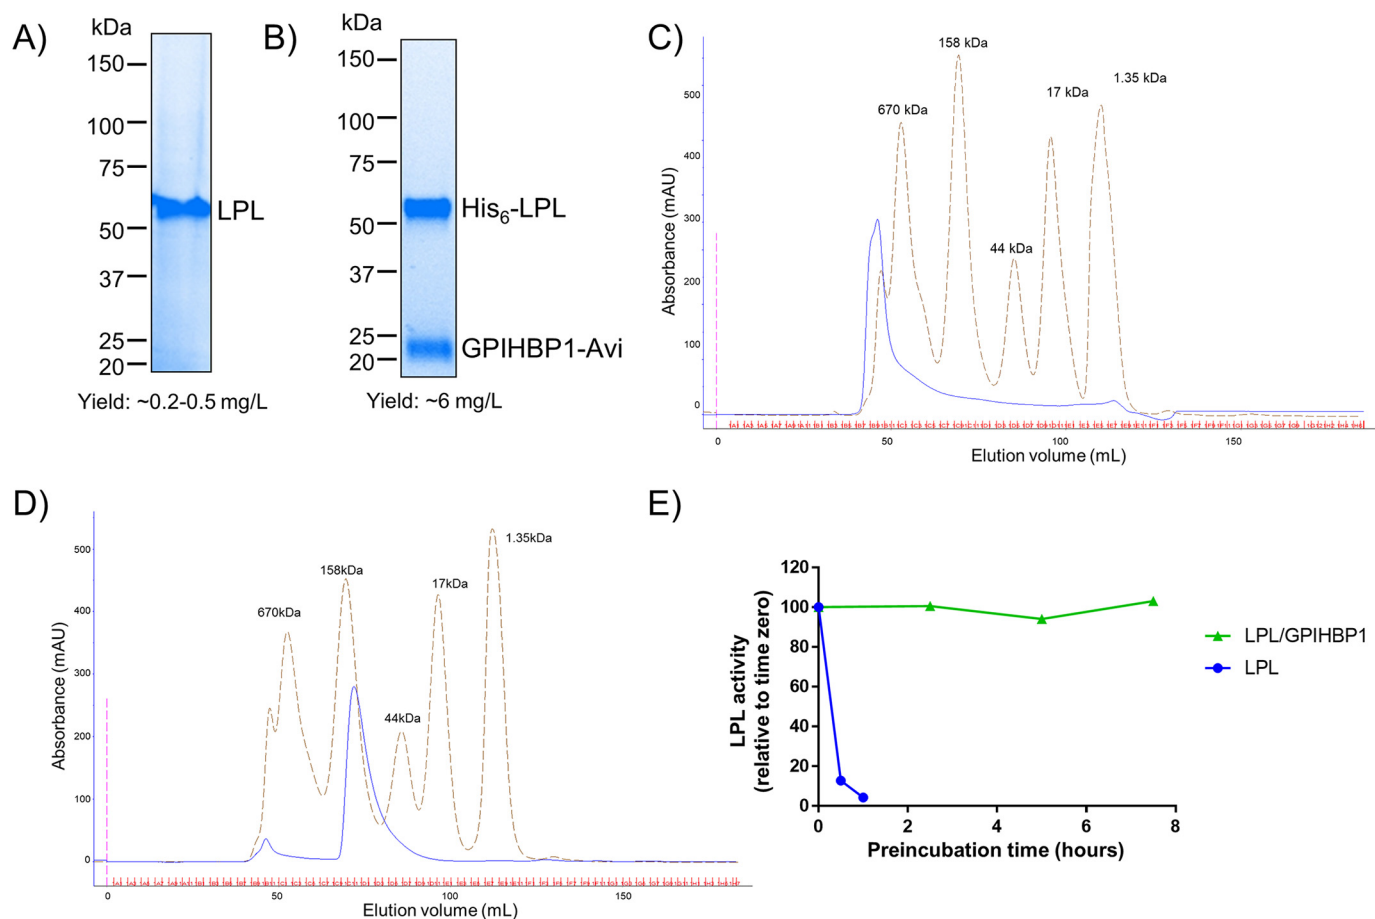 A)
kDa
150
100
75
50
37
25
20
LPL
Yield: ~0.2-0.5 mg/L
B)
kDa
150
100
75
50
37
25
20
His6-LPL
GPIHBP1-Avi
Yield: ~6 mg/L
C)
158 kDa
1.35 kDa
670 kDa
17 kDa
44 kDa
500
400
300
200
100
0
Absorbance (mAU)
0
50
100
150
Elution volume (mL)
D)
1.35kDa
158kDa
17kDa
670kDa
44kDa
500
400
300
200
100
0
Absorbance (mAU)
50
100
150
Elution volume (mL)
E)
120
100
80
60
40
20
0
LPL activity
(relative to time zero)
0
2
4
6
8
Preincubation time (hours)
LPL/GPIHBP1
LPL